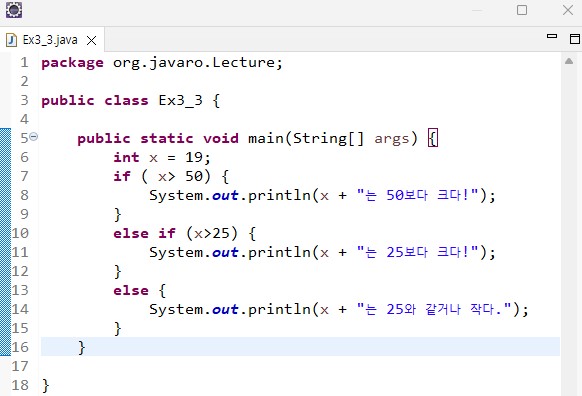 Ex3_3.java
1 package org.javaro.Lecture;
2
3 public class Ex3_3 {
4
5     public static void main(String[] args) {
6         int x = 19;
7         if ( x> 50) {
8             System.out.println(x + "는 50보다 크다!");
9         }
10         else if (x>25) {
11             System.out.println(x + "는 25보다 크다!");
12         }
13         else {
14             System.out.println(x + "는 25와 같거나 작다.");
15         }
16     }
17
18 }